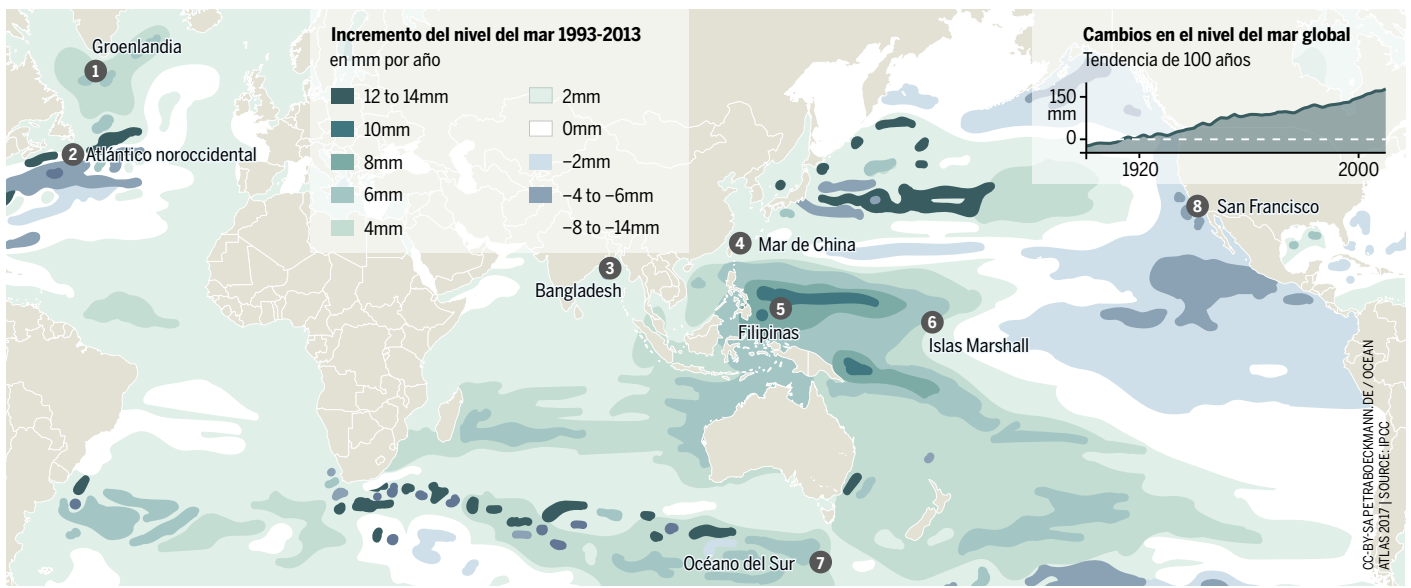 Incremento del nivel del mar 1993-2013
en mm por año
12 to 14mm
10mm
8mm
6mm
4mm
2mm
0mm
−2mm
−4 to −6mm
−8 to −14mm
Cambios en el nivel del mar global
Tendencia de 100 años
150
mm
0
1920
2000
Groenlandia
1
2 Atlántico noroccidental
3
Bangladesh
4 Mar de China
5
Filipinas
6
Islas Marshall
Océano del Sur 7
8 San Francisco
CC-BY-SA PETRABOECKMANN.DE / OCEAN
ATLAS 2017 | SOURCE: IPCC